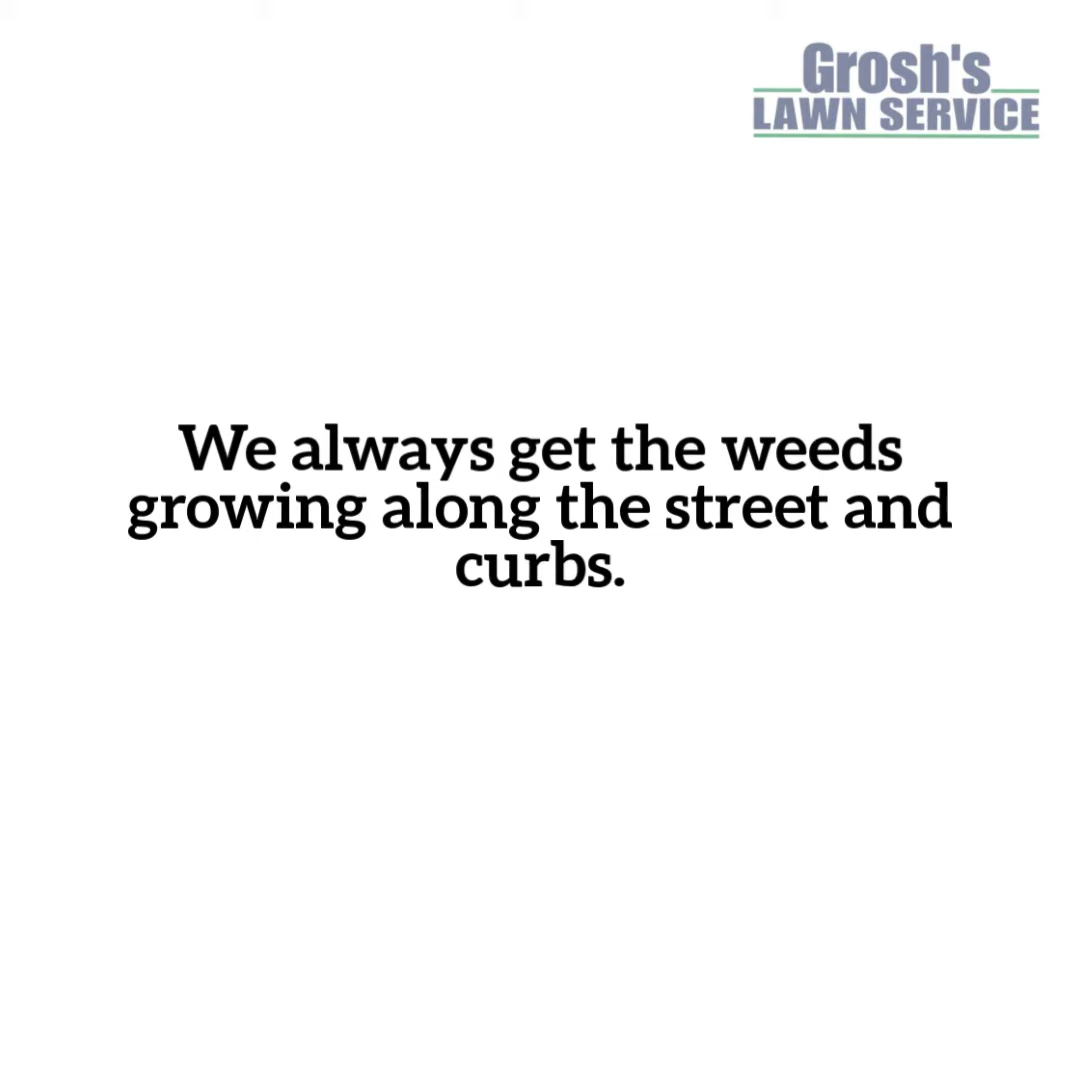 Grosh's
LAWN SERVICE
We always get the weeds
growing along the street and
curbs.